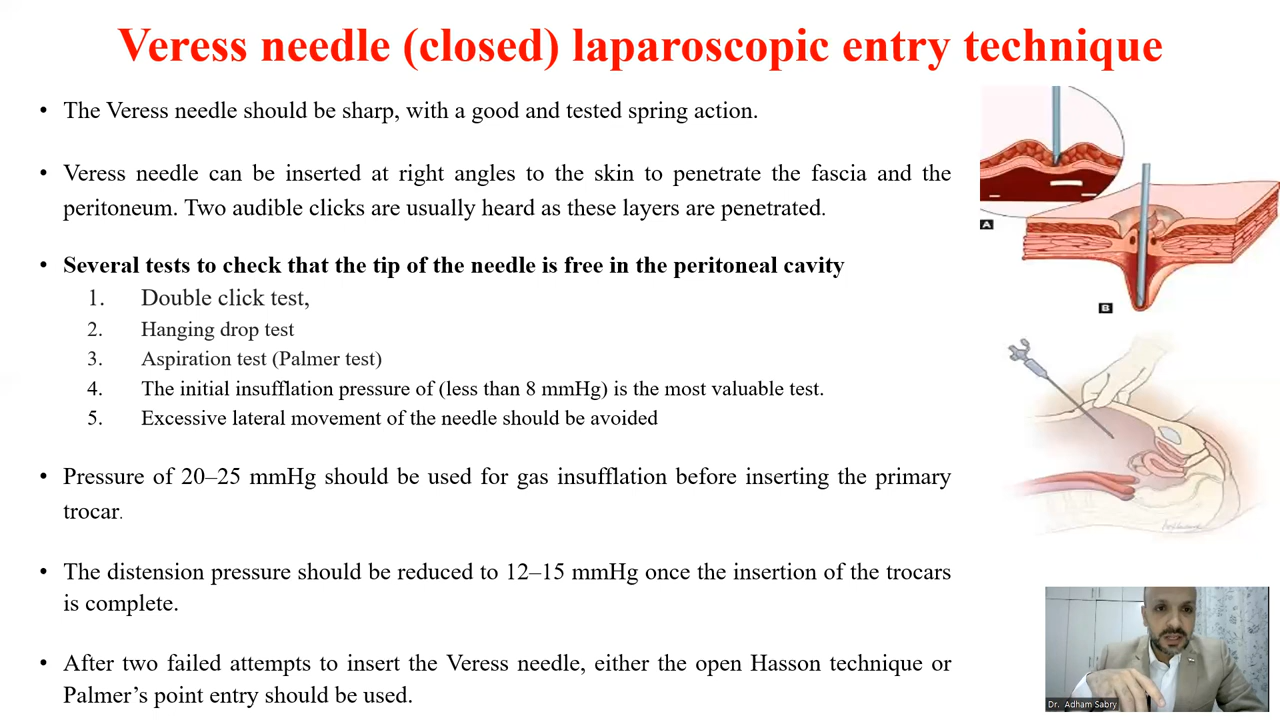 Veress needle (closed) laparoscopic entry technique
• The Veress needle should be sharp, with a good and tested spring action.
• Veress needle can be inserted at right angles to the skin to penetrate the fascia and the
peritoneum. Two audible clicks are usually heard as these layers are penetrated.
• Several tests to check that the tip of the needle is free in the peritoneal cavity
1. Double click test,
2. Hanging drop test
3. Aspiration test (Palmer test)
4. The initial insufflation pressure of (less than 8 mmHg) is the most valuable test.
5. Excessive lateral movement of the needle should be avoided
• Pressure of 20–25 mmHg should be used for gas insufflation before inserting the primary
trocar.
• The distension pressure should be reduced to 12–15 mmHg once the insertion of the trocars
is complete.
• After two failed attempts to insert the Veress needle, either the open Hasson technique or
Palmer’s point entry should be used.
A
B
Dr. Adham Sabry